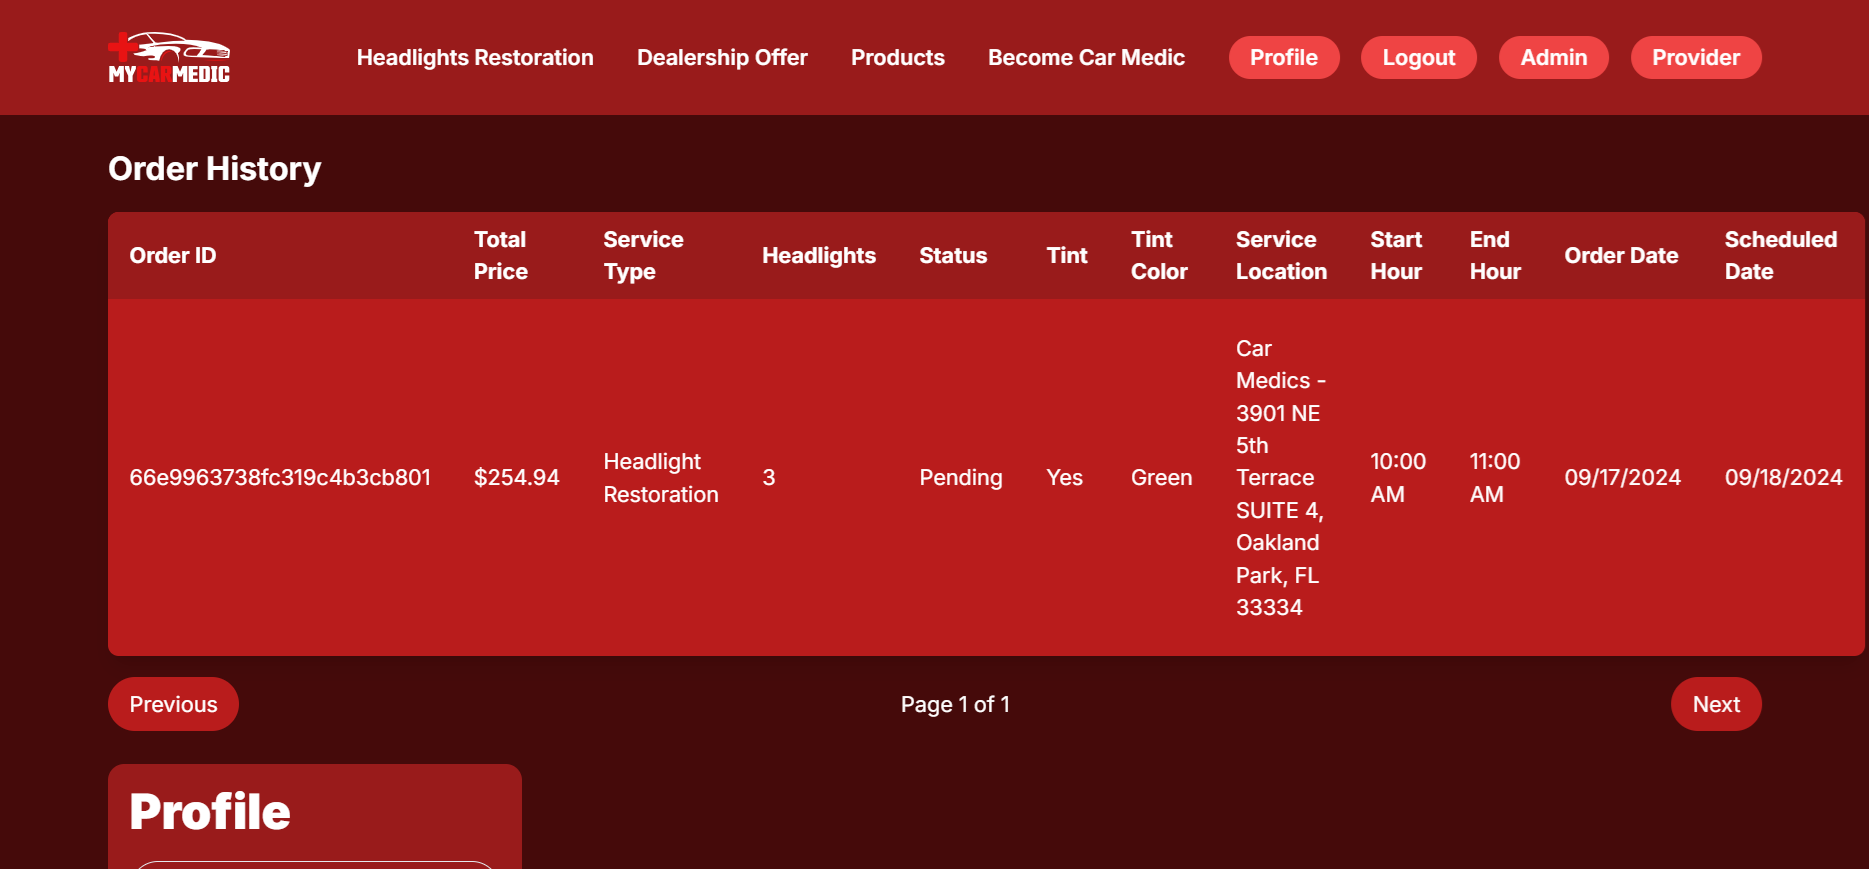 MYCARMEDIC
Headlights Restoration Dealership Offer Products Become Car Medic Profile Logout Admin Provider
Order History
Order ID
Total
Price
Service
Type
Headlights
Status
Tint
Tint
Color
Service
Location
Start
Hour
End
Hour
Order Date
Scheduled
Date
66e9963738fc319c4b3cb801
$254.94
Headlight
Restoration
3
Pending
Yes
Green
Car
Medics -
3901 NE
5th
Terrace
SUITE 4,
Oakland
Park, FL
33334
10:00
AM
11:00
AM
09/17/2024
09/18/2024
Previous
Page 1 of 1
Next
Profile